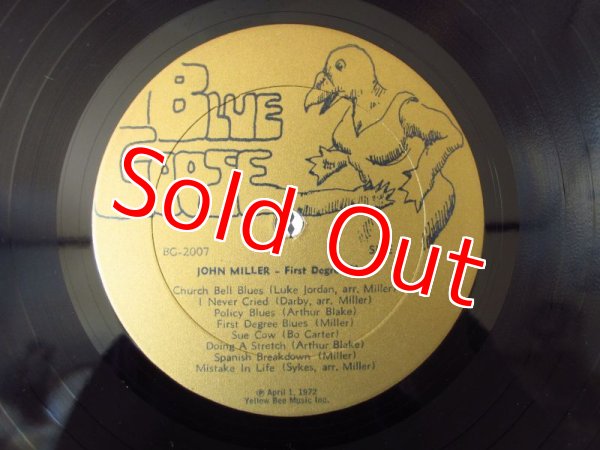 BLUE
GOOSE
Sold Out
BG-2007
S
JOHN MILLER - First Degree
Church Bell Blues (Luke Jordan, arr. Miller
I Never Cried (Darby, arr. Miller)
Policy Blues (Arthur Blake)
First Degree Blues (Miller)
Sue Cow (Bo Carter)
Doing A Stretch (Arthur Blake)
Spanish Breakdown (Miller)
Mistake In Life (Sykes, arr. Miller)
℗ April 1, 1972
Yellow Bee Music Inc.